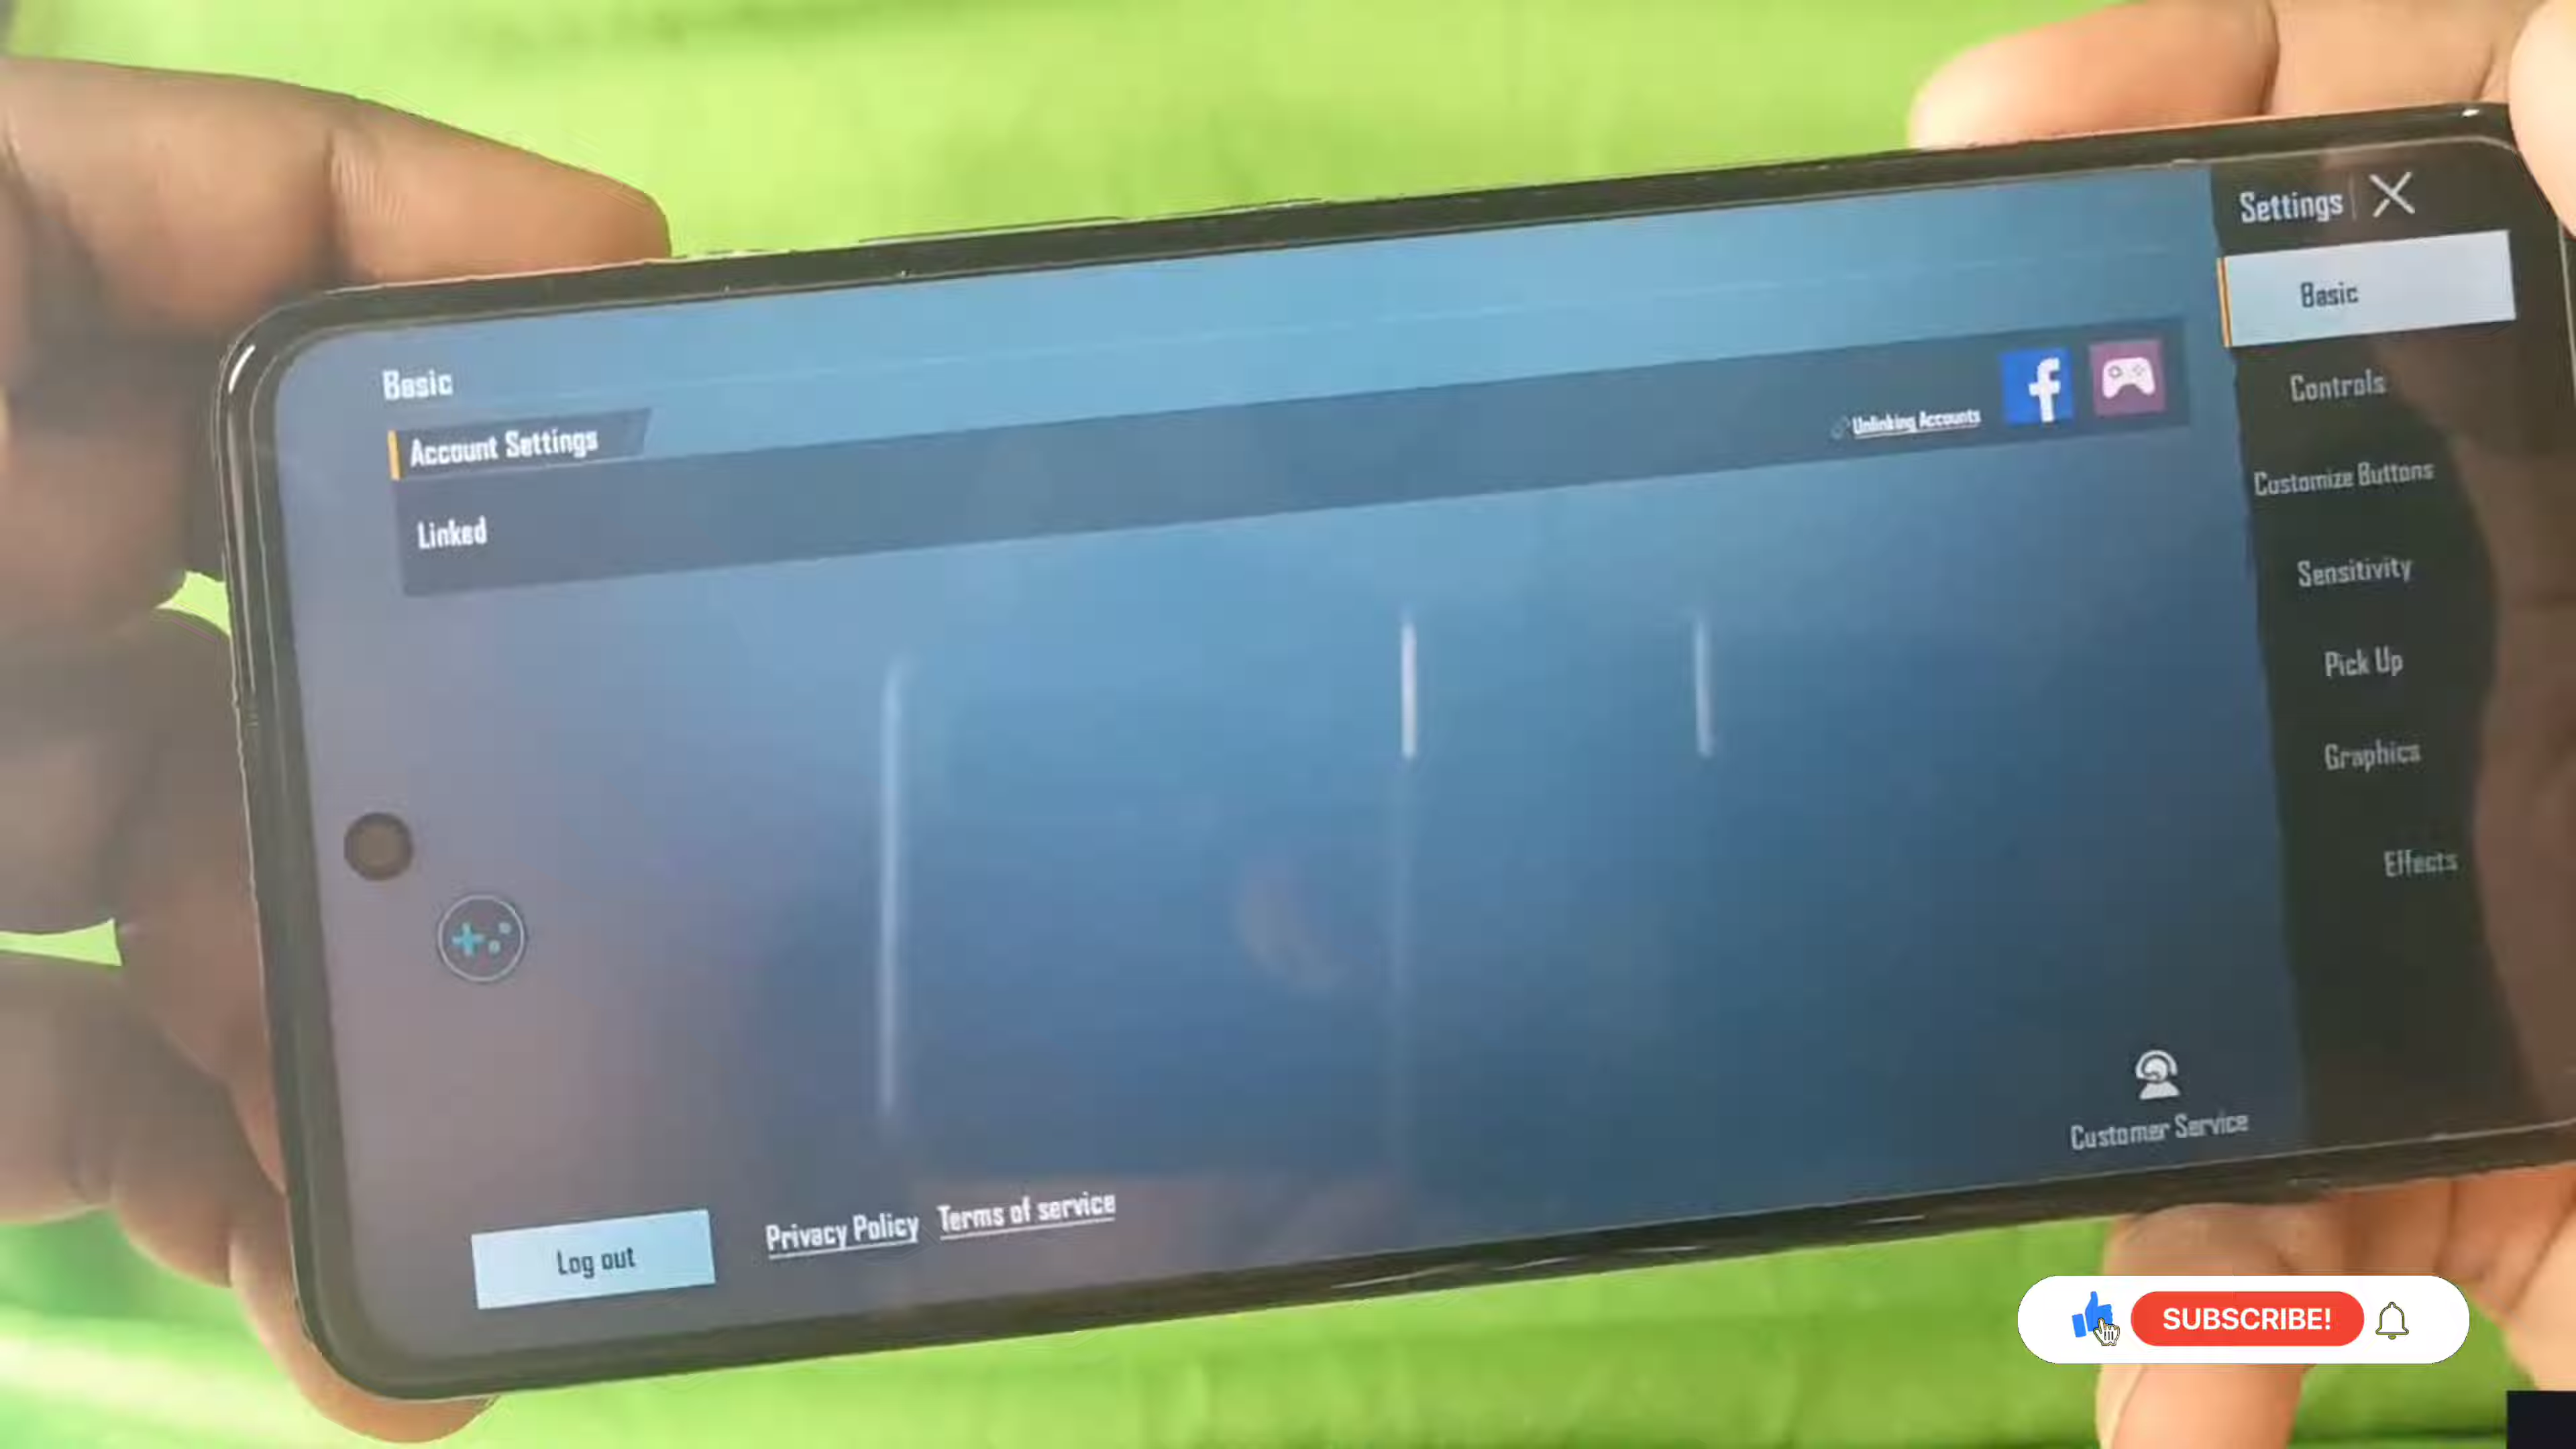 Settings
Basic
Controls
Customize Buttons
Sensitivity
Pick Up
Graphics
Effects
Basic
Account Settings
Linked
Unlinking Accounts
Customer Service
Log out
Privacy Policy
Terms of service
SUBSCRIBE!